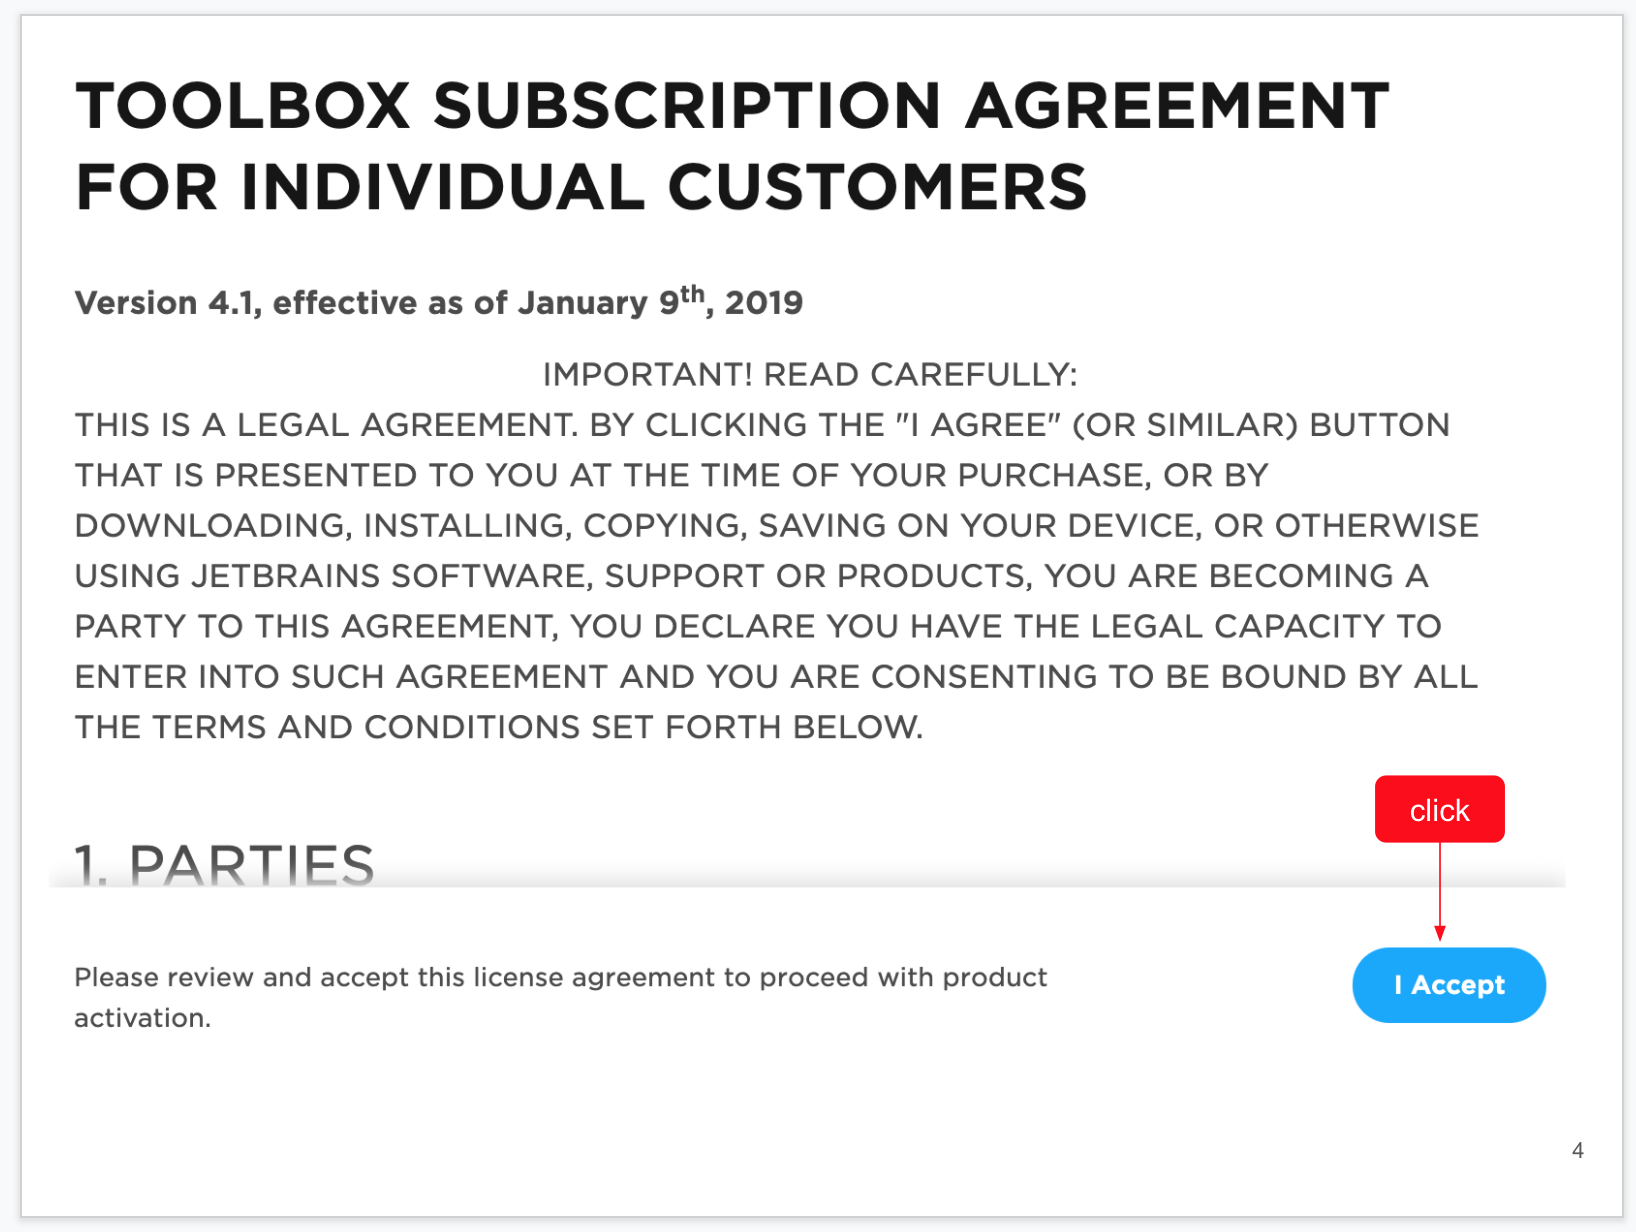 TOOLBOX SUBSCRIPTION AGREEMENT
FOR INDIVIDUAL CUSTOMERS
Version 4.1, effective as of January 9th, 2019
IMPORTANT! READ CAREFULLY:
THIS IS A LEGAL AGREEMENT. BY CLICKING THE "I AGREE" (OR SIMILAR) BUTTON
THAT IS PRESENTED TO YOU AT THE TIME OF YOUR PURCHASE, OR BY
DOWNLOADING, INSTALLING, COPYING, SAVING ON YOUR DEVICE, OR OTHERWISE
USING JETBRAINS SOFTWARE, SUPPORT OR PRODUCTS, YOU ARE BECOMING A
PARTY TO THIS AGREEMENT, YOU DECLARE YOU HAVE THE LEGAL CAPACITY TO
ENTER INTO SUCH AGREEMENT AND YOU ARE CONSENTING TO BE BOUND BY ALL
THE TERMS AND CONDITIONS SET FORTH BELOW.
click
1. PARTIES
Please review and accept this license agreement to proceed with product
activation.
I Accept
4